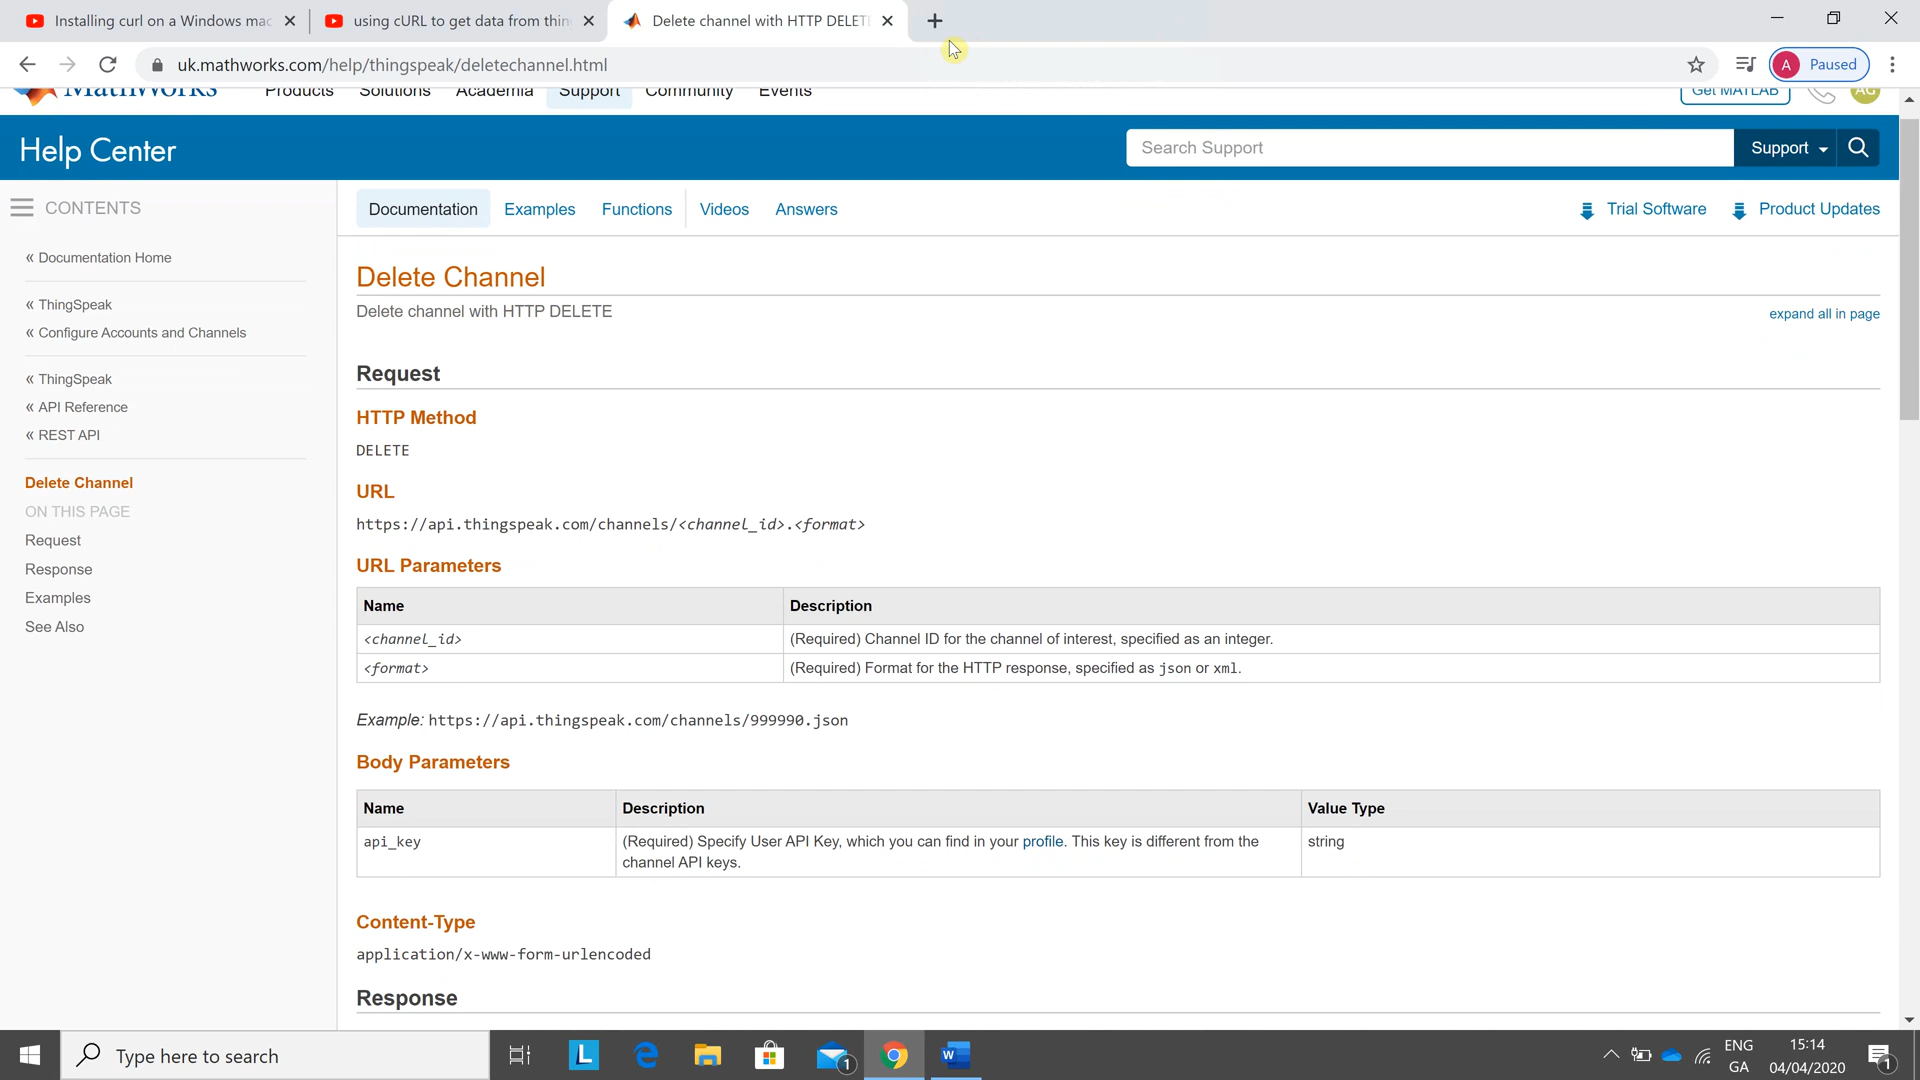 Installing curl on a Windows mac
using cURL to get data from thin
Delete channel with HTTP DELET
uk.mathworks.com/help/thingspeak/deletechannel.html
A Paused
MathWorks
Products Solutions Academia Support Community Events
Get MATLAB
AG
Help Center
Search Support
Support
CONTENTS
Documentation Examples Functions Videos Answers
Trial Software Product Updates
« Documentation Home
« ThingSpeak
« Configure Accounts and Channels
« ThingSpeak
« API Reference
« REST API
Delete Channel
ON THIS PAGE
Request
Response
Examples
See Also
Delete Channel
Delete channel with HTTP DELETE
expand all in page
Request
HTTP Method
DELETE
URL
https://api.thingspeak.com/channels/<channel_id>.<format>
URL Parameters
Name Description
<channel_id> (Required) Channel ID for the channel of interest, specified as an integer.
<format> (Required) Format for the HTTP response, specified as json or xml.
Example: https://api.thingspeak.com/channels/999990.json
Body Parameters
Name Description Value Type
api_key (Required) Specify User API Key, which you can find in your profile. This key is different from the string
channel API keys.
Content-Type
application/x-www-form-urlencoded
Response
Type here to search
L
1
W
ENG
GA
15:14
04/04/2020
1